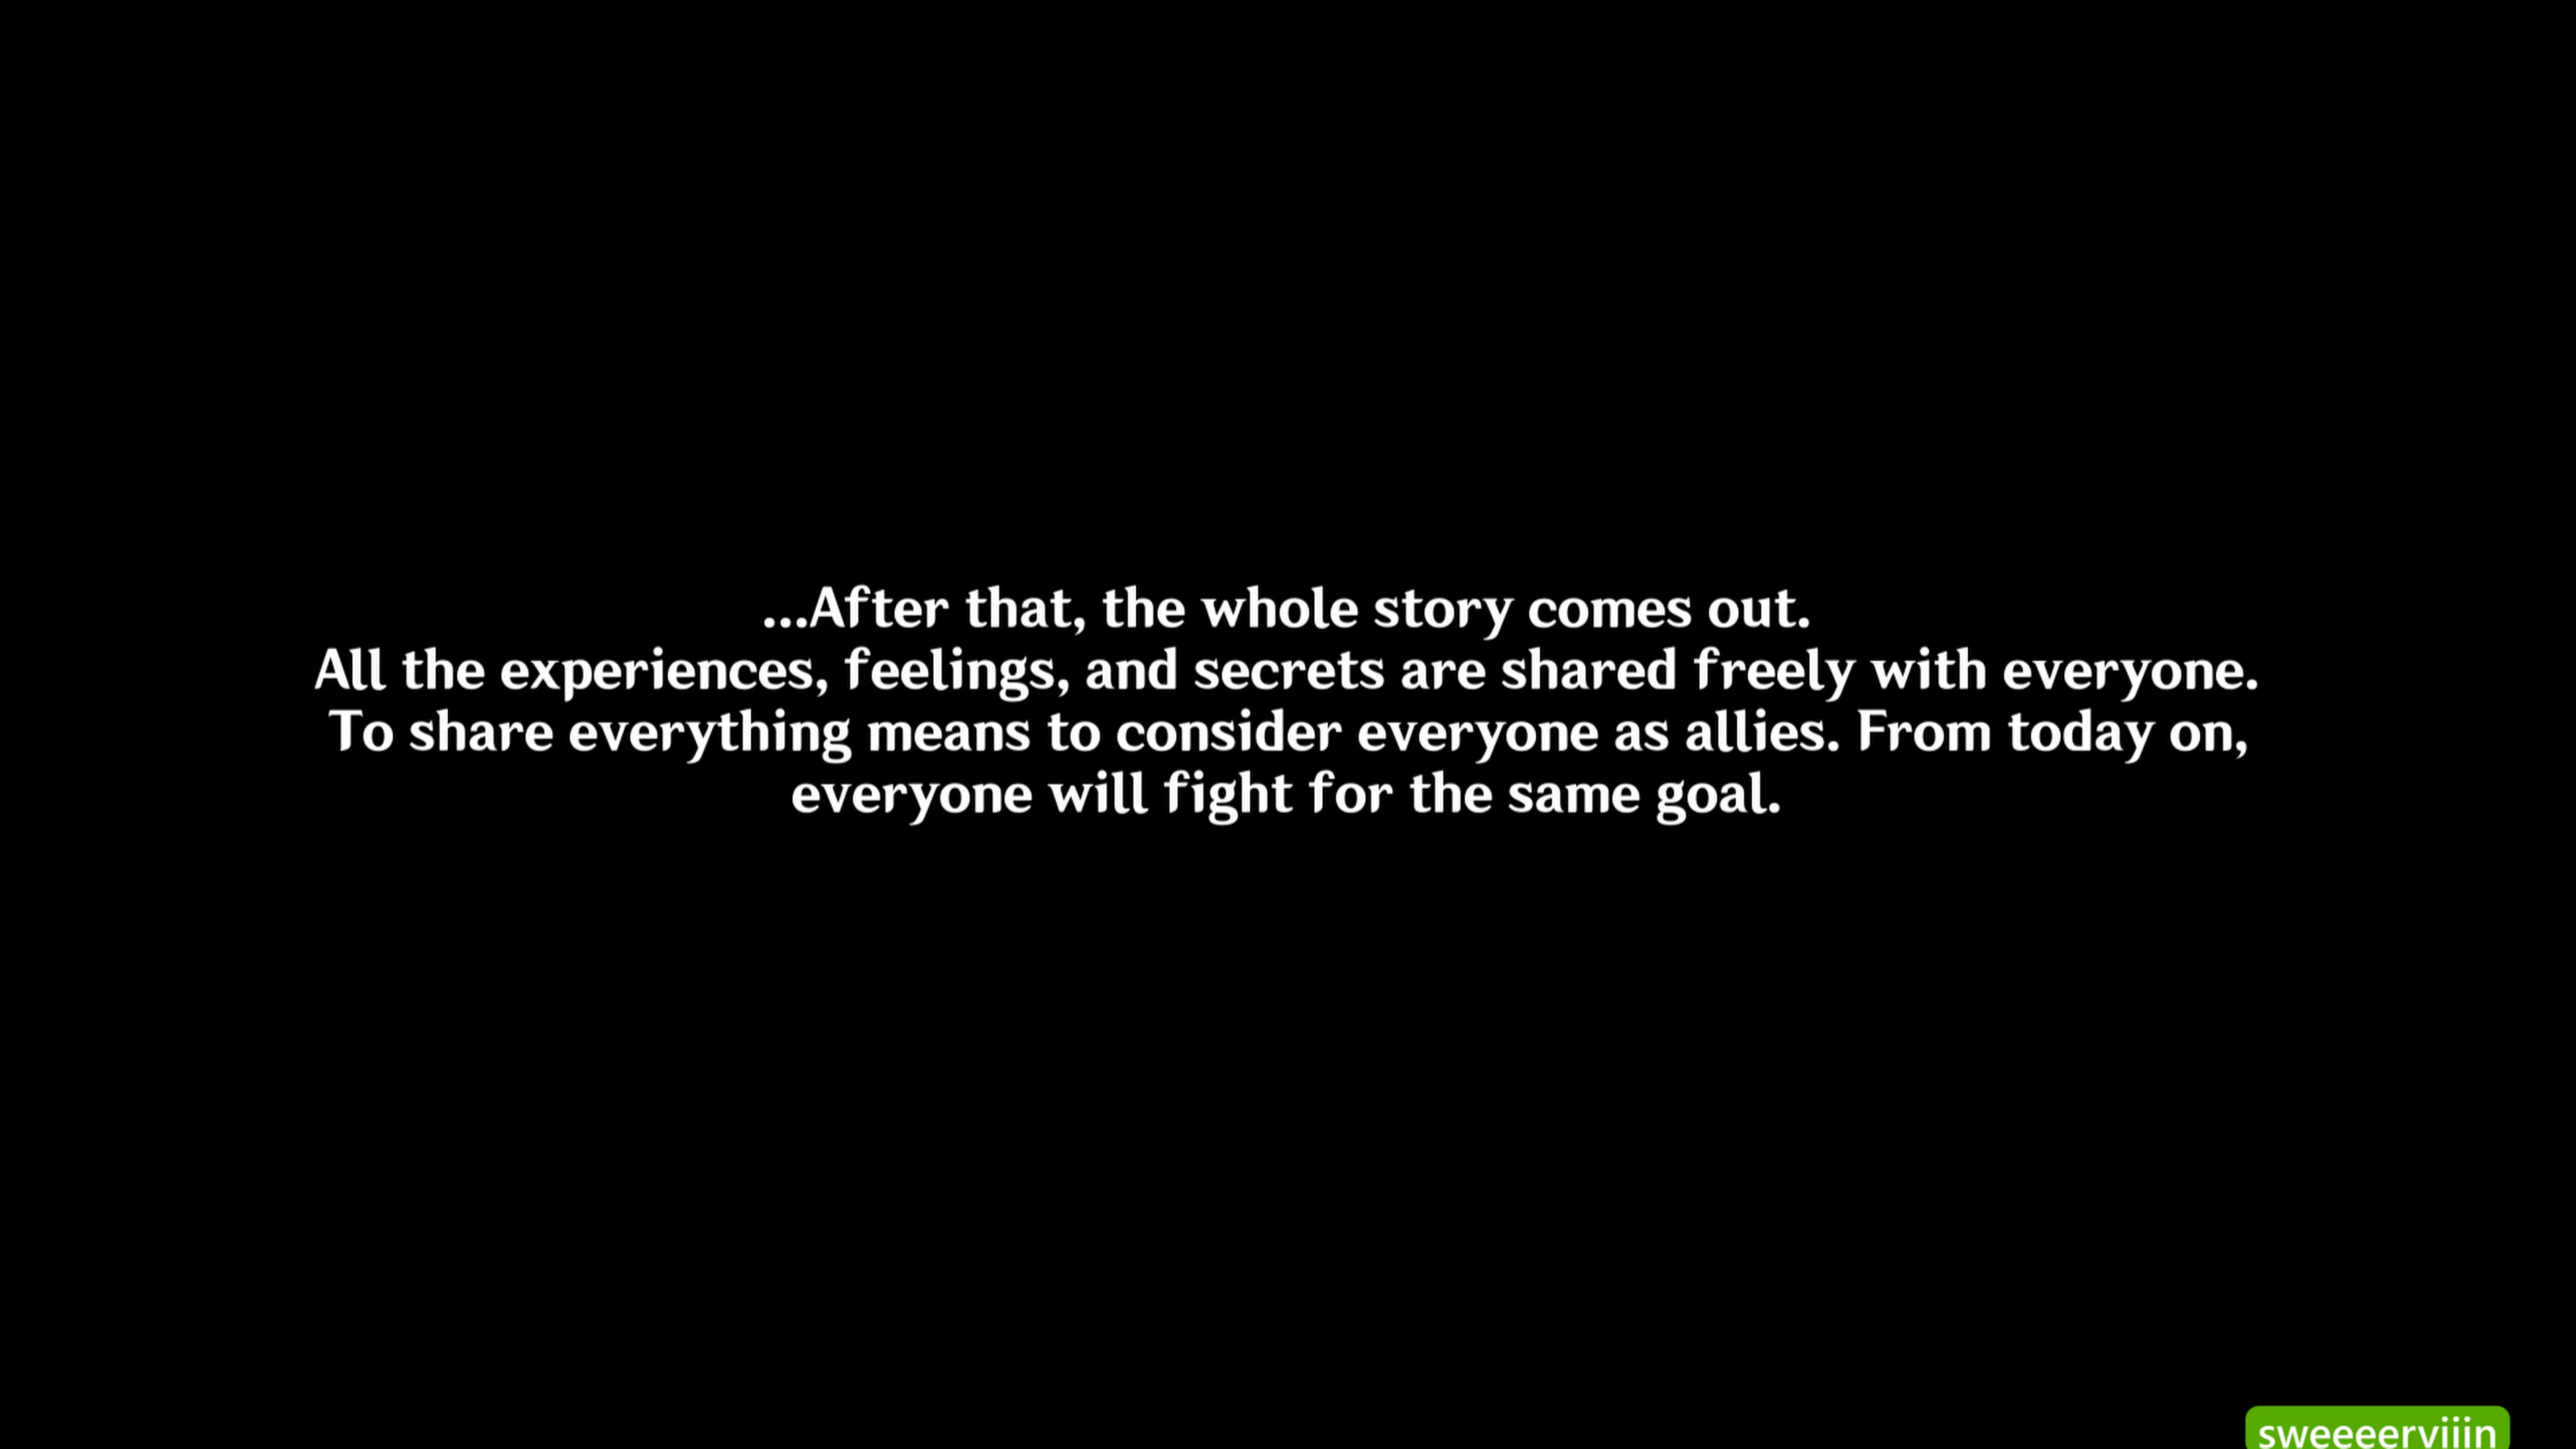 ...After that, the whole story comes out.
All the experiences, feelings, and secrets are shared freely with everyone.
To share everything means to consider everyone as allies. From today on,
everyone will fight for the same goal.
sweeeerviiin